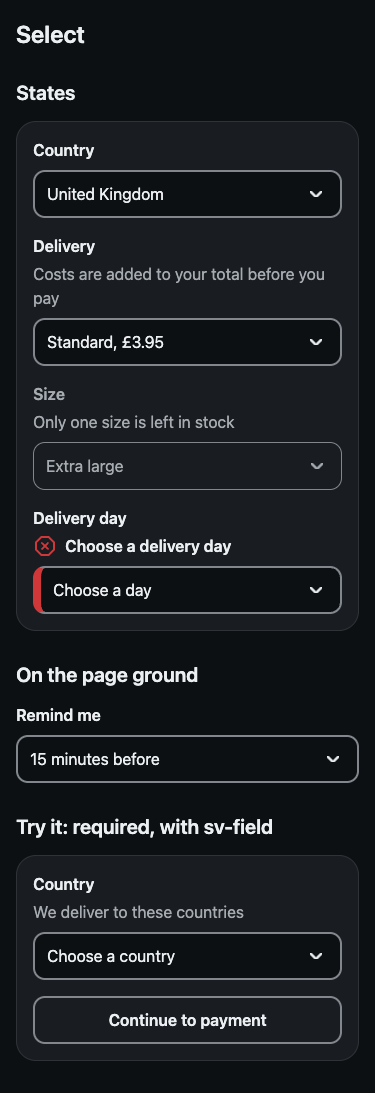 Select
States
Country
United Kingdom
Delivery
Costs are added to your total before you
pay
Standard, £3.95
Size
Only one size is left in stock
Extra large
Delivery day
Choose a delivery day
Choose a day
On the page ground
Remind me
15 minutes before
Try it: required, with sv-field
Country
We deliver to these countries
Choose a country
Continue to payment